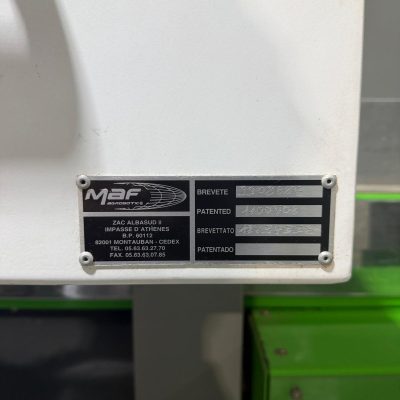 MAF
AGROBOTIC
ZAC ALBASUD II
IMPASSE D'ATHENES
B.P. 60112
82001 MONTAUBAN - CEDEX
TEL. 05.63.63.27.70
FAX. 05.63.63.07.85
BREVETE
PATENTED
BREVETTATO
PATENTADO